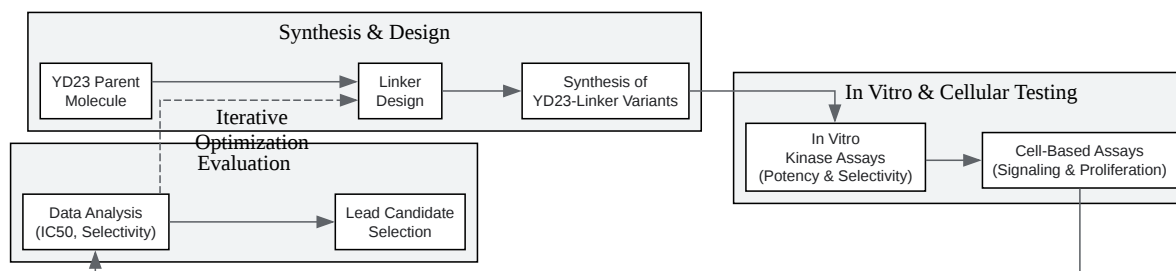 Synthesis & Design
YD23 Parent
Molecule
Linker
Design
Synthesis of
YD23-Linker Variants
In Vitro & Cellular Testing
In Vitro
Kinase Assays
(Potency & Selectivity)
Cell-Based Assays
(Signaling & Proliferation)
Iterative
Optimization
Evaluation
Data Analysis
(IC50, Selectivity)
Lead Candidate
Selection